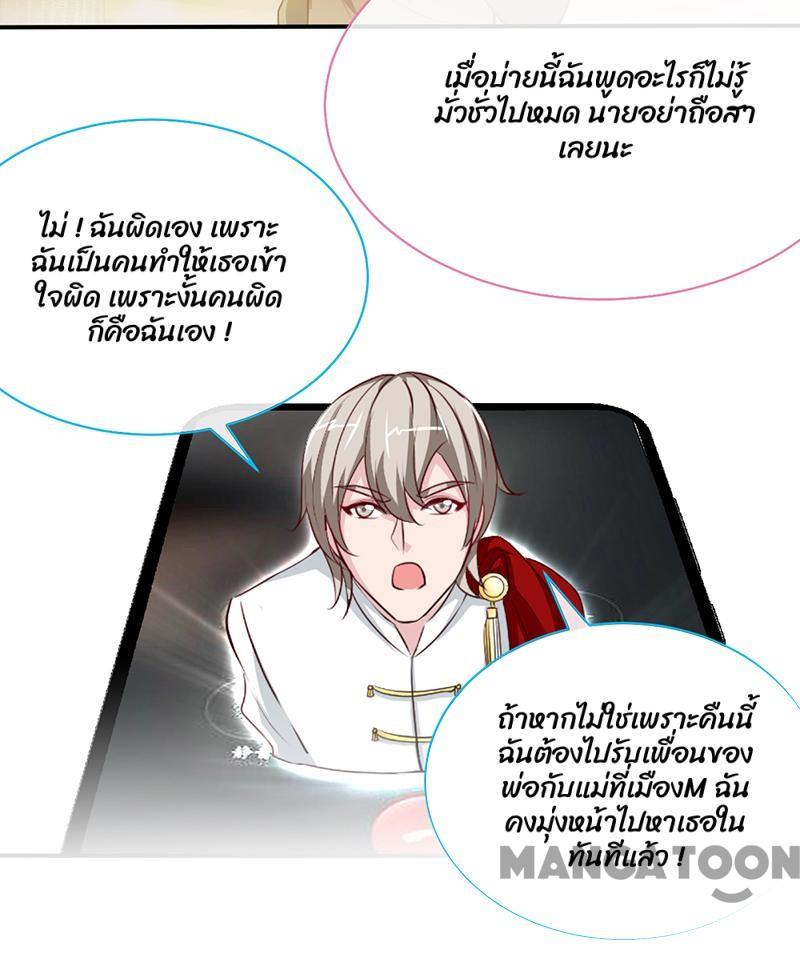 เมื่อบ่ายนี้ฉันพูดอะไรก็ไม่รู้
มั่วซั่วไปหมด นายอย่าถือสา
เลยนะ
ไม่ ! ฉันผิดเอง เพราะ
ฉันเป็นคนทำให้เธอเข้า
ใจผิด เพราะงั้นคนผิด
ก็คือฉันเอง !
ถ้าหากไม่ใช่เพราะคืนนี้
ฉันต้องไปรับเพื่อนของ
พ่อกับแม่ที่เมืองM ฉัน
คงมุ่งหน้าไปหาเธอใน
ทันทีแล้ว !
MANGATOON